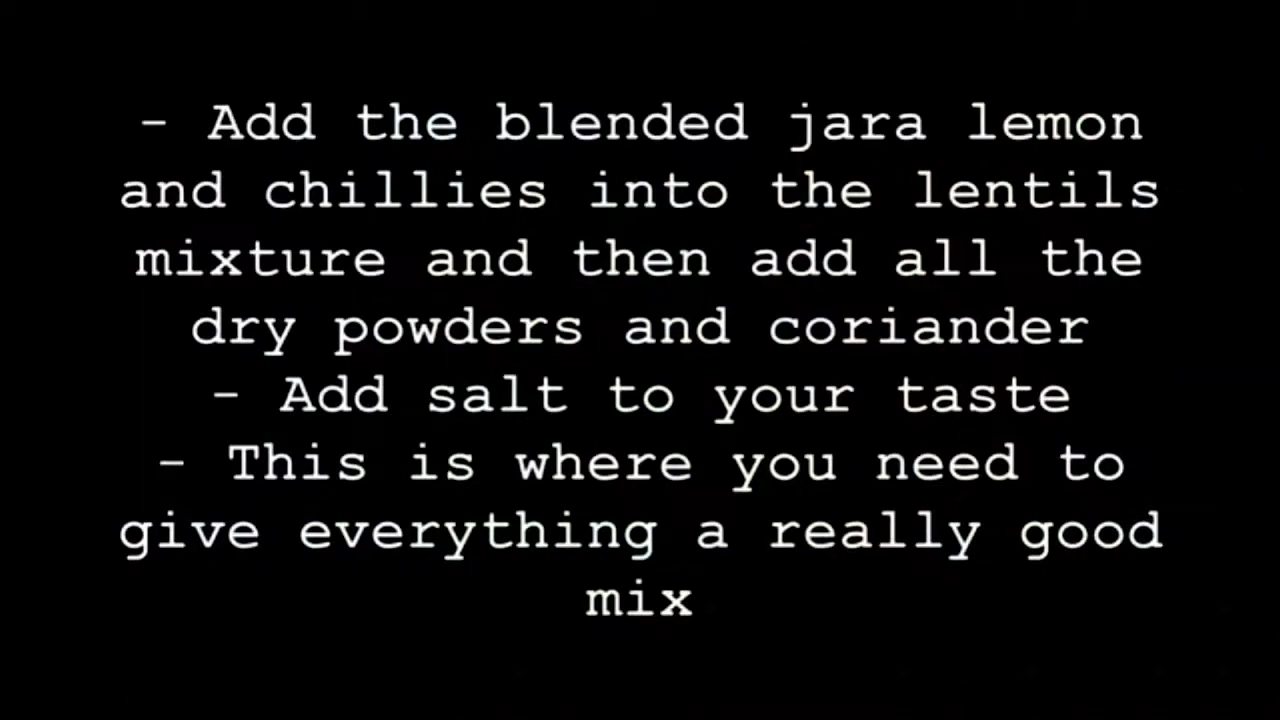 - Add the blended jara lemon
and chillies into the lentils
mixture and then add all the
dry powders and coriander
- Add salt to your taste
- This is where you need to
give everything a really good
mix